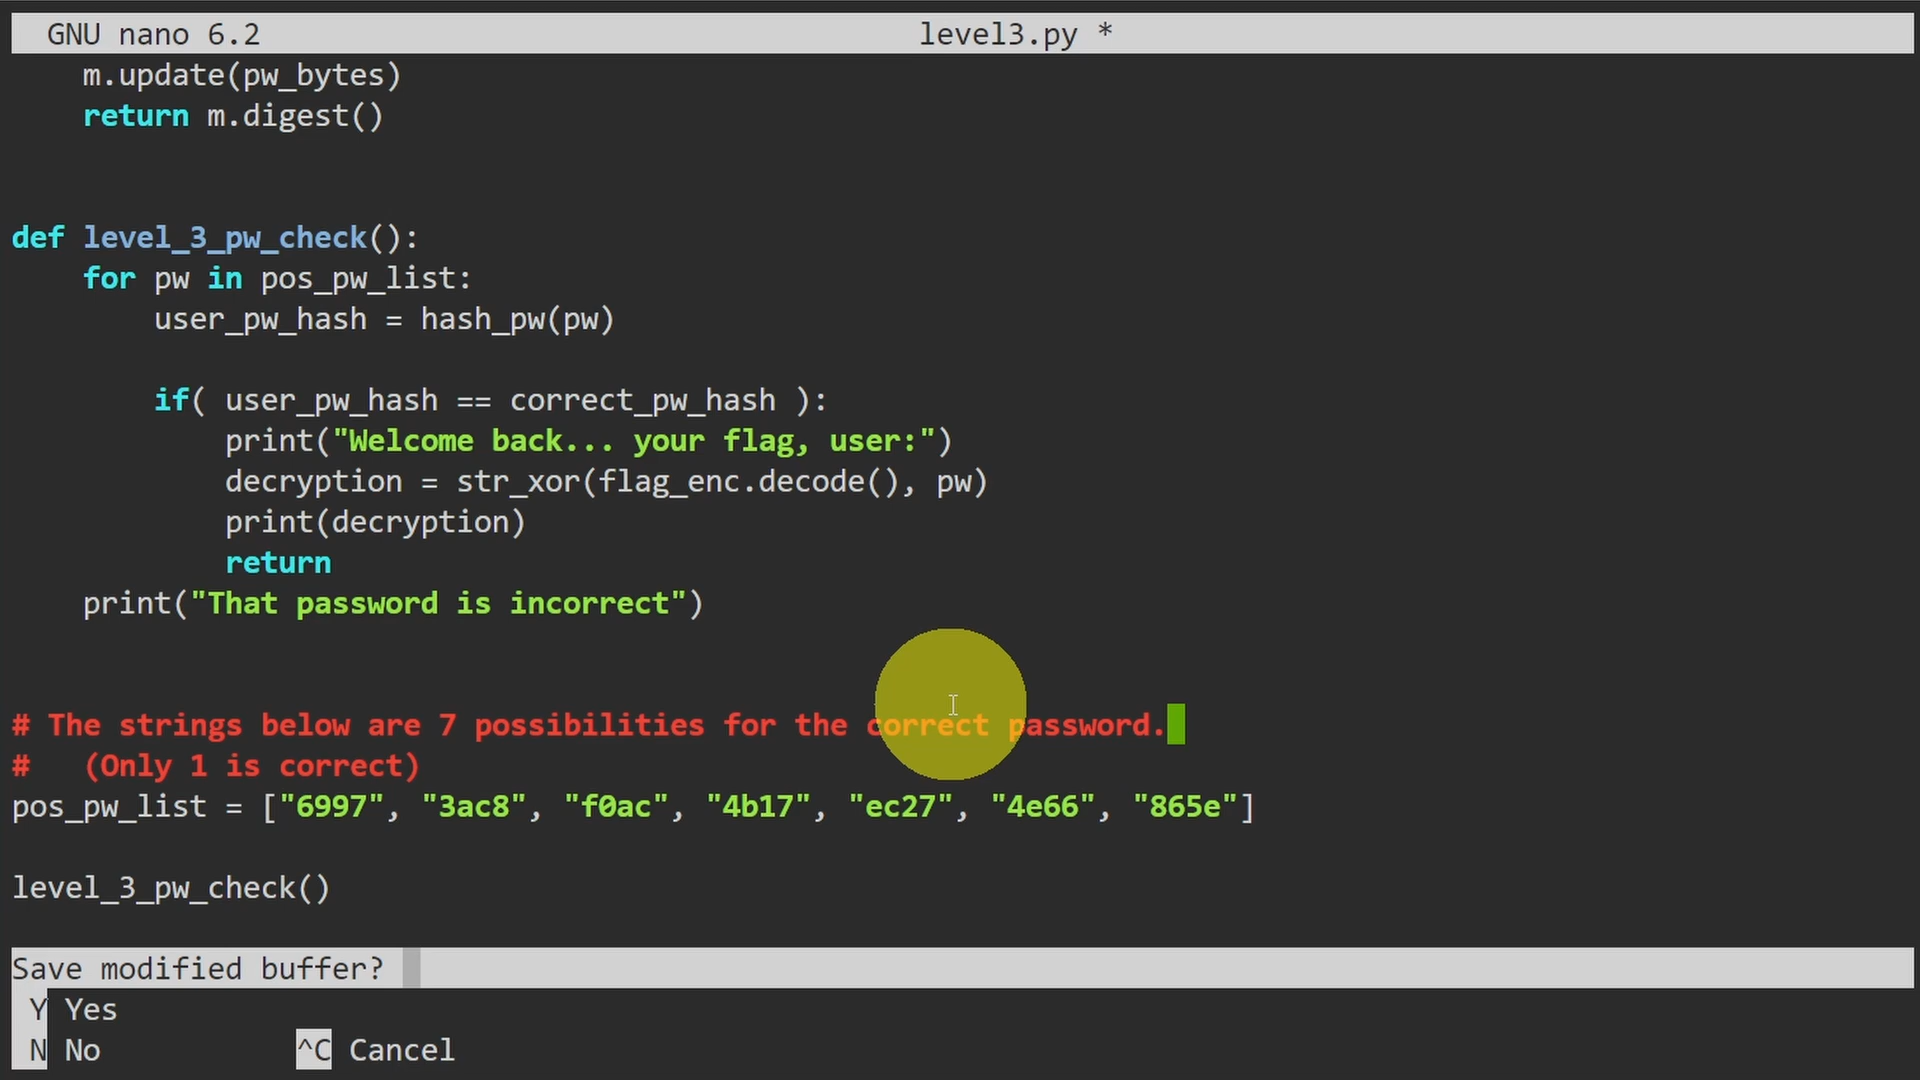 GNU nano 6.2 level3.py *
    m.update(pw_bytes)
    return m.digest()
def level_3_pw_check():
    for pw in pos_pw_list:
        user_pw_hash = hash_pw(pw)
        if( user_pw_hash == correct_pw_hash ):
            print("Welcome back... your flag, user:")
            decryption = str_xor(flag_enc.decode(), pw)
            print(decryption)
            return
    print("That password is incorrect")
# The strings below are 7 possibilities for the correct password.
#   (Only 1 is correct)
pos_pw_list = ["6997", "3ac8", "f0ac", "4b17", "ec27", "4e66", "865e"]
level_3_pw_check()
Save modified buffer?
Y Yes
N No ^C Cancel